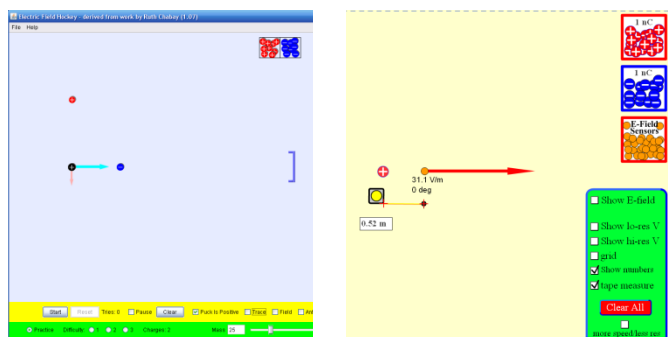 Electric Field Hockey - derived from work by Ruth Chabay (1.07)
File Help
Start Reset Tries: 0 Pause Clear Puck Is Positive Trace Field
Practice Difficulty 1 2 3 Charges: 2 Mass 25
1 nC
1 nC
E-Field
Sensors
31.1 V/m
0 deg
0.52 m
Show E-field
Show lo-res V
Show hi-res V
grid
Show numbers
tape measure
Clear All
more speed/less res